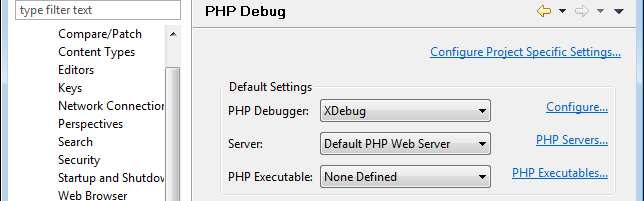 type filter text
Compare/Patch
Content Types
Editors
Keys
Network Connection
Perspectives
Search
Security
Startup and Shutdow
Web Browser
PHP Debug
Configure Project Specific Settings...
Default Settings
PHP Debugger: XDebug Configure...
Server: Default PHP Web Server PHP Servers...
PHP Executable: None Defined PHP Executables...